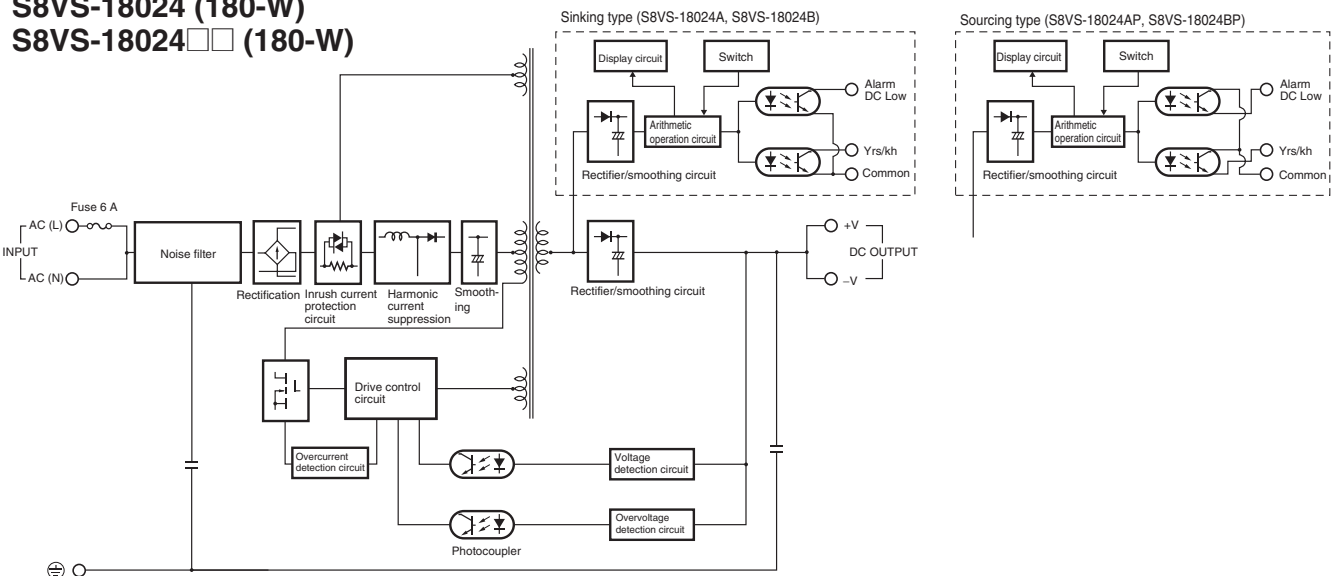 S8VS-18024 (180-W)
S8VS-18024□□ (180-W)
Sinking type (S8VS-18024A, S8VS-18024B)
Display circuit
Switch
Alarm
DC Low
Arithmetic
operation circuit
Yrs/kh
Common
Rectifier/smoothing circuit
Sourcing type (S8VS-18024AP, S8VS-18024BP)
Display circuit
Switch
Alarm
DC Low
Arithmetic
operation circuit
Yrs/kh
Common
Rectifier/smoothing circuit
Fuse 6 A
AC (L)
INPUT
AC (N)
Noise filter
Rectification
Inrush current
protection
circuit
Harmonic
current
suppression
Smooth-
ing
Rectifier/smoothing circuit
+V
DC OUTPUT
–V
Drive control
circuit
Overcurrent
detection circuit
Voltage
detection circuit
Overvoltage
detection circuit
Photocoupler